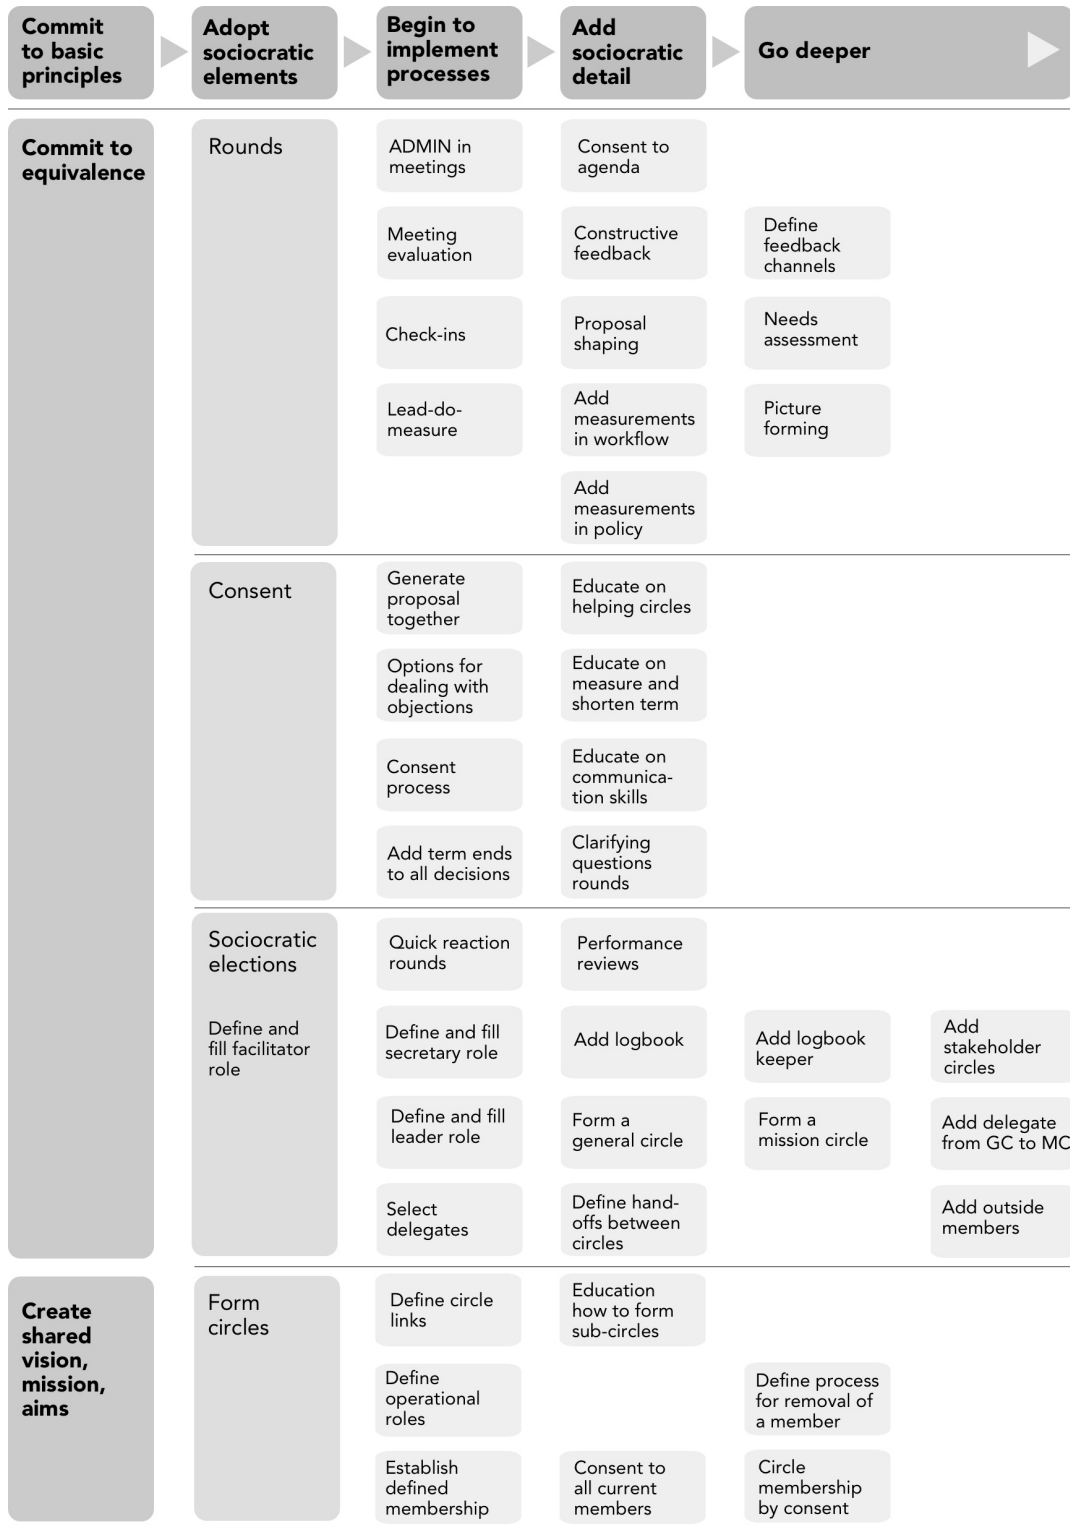 Commit
to basic
principles
Adopt
sociocratic
elements
Begin to
implement
processes
Add
sociocratic
detail
Go deeper
Commit to
equivalence
Rounds
ADMIN in
meetings
Consent to
agenda
Meeting
evaluation
Constructive
feedback
Define
feedback
channels
Check-ins
Proposal
shaping
Needs
assessment
Lead-do-
measure
Add
measurements
in workflow
Picture
forming
Add
measurements
in policy
Consent
Generate
proposal
together
Educate on
helping circles
Options for
dealing with
objections
Educate on
measure and
shorten term
Consent
process
Educate on
communica-
tion skills
Add term ends
to all decisions
Clarifying
questions
rounds
Sociocratic
elections
Define and
fill facilitator
role
Quick reaction
rounds
Performance
reviews
Define and fill
secretary role
Add logbook
Add logbook
keeper
Add
stakeholder
circles
Define and fill
leader role
Form a
general circle
Form a
mission circle
Add delegate
from GC to MC
Select
delegates
Define hand-
offs between
circles
Add outside
members
Create
shared
vision,
mission,
aims
Form
circles
Define circle
links
Education
how to form
sub-circles
Define
operational
roles
Define process
for removal of
a member
Establish
defined
membership
Consent to
all current
members
Circle
membership
by consent